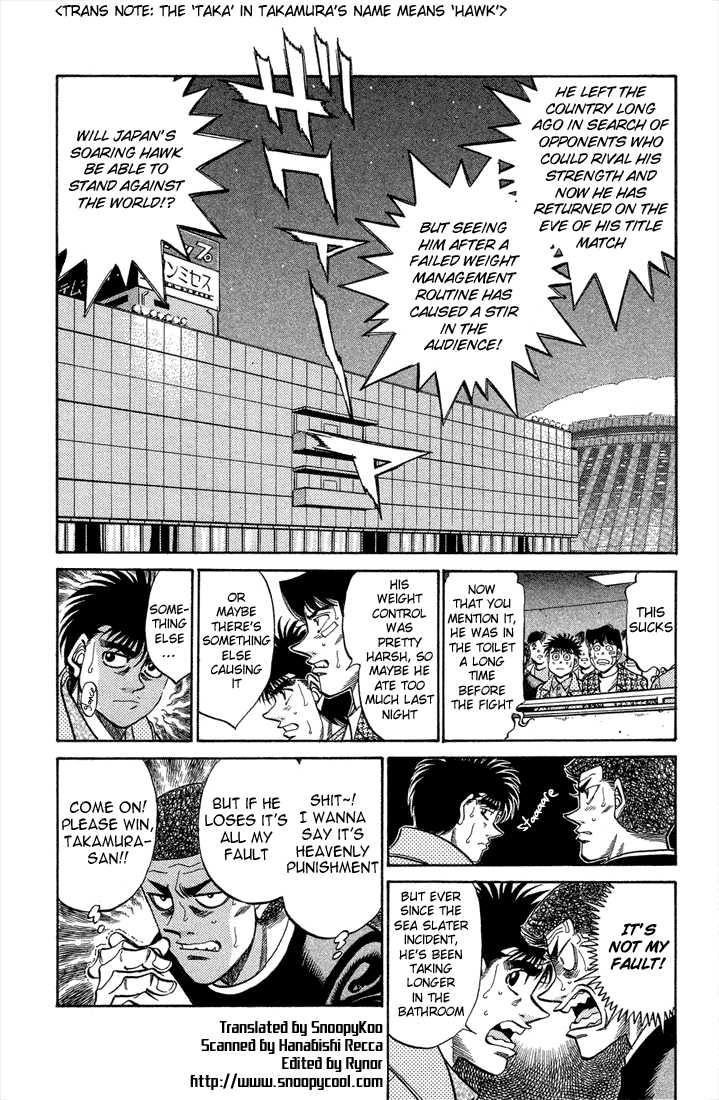 <TRANS NOTE: THE 'TAKA' IN TAKAMURA'S NAME MEANS 'HAWK'>
HE LEFT THE
COUNTRY LONG
AGO IN SEARCH OF
OPPONENTS WHO
COULD RIVAL HIS
STRENGTH AND
NOW HE HAS
RETURNED ON THE
EVE OF HIS TITLE
MATCH
BUT SEEING
HIM AFTER A
FAILED WEIGHT
MANAGEMENT
ROUTINE HAS
CAUSED A STIR
IN THE
AUDIENCE!
WILL JAPAN'S
SOARING HAWK
BE ABLE TO
STAND AGAINST
THE WORLD!?
ンミセス
THIS
SUCKS
NOW
THAT YOU
MENTION IT,
HE WAS IN
THE TOILET
A LONG
TIME
BEFORE
THE FIGHT
HIS
WEIGHT
CONTROL
WAS
PRETTY
HARSH, SO
MAYBE HE
ATE TOO
MUCH LAST
NIGHT
OR
MAYBE
THERE'S
SOMETHING
ELSE
CAUSING
IT
SOME-
THING
ELSE
...
stareee
IT'S
NOT MY
FAULT!
BUT EVER
SINCE THE
SEA SLATER
INCIDENT,
HE'S BEEN
TAKING
LONGER
IN THE
BATHROOM
SHIT~!
I WANNA
SAY IT'S
HEAVENLY
PUNISHMENT
BUT IF HE
LOSES IT'S
ALL MY
FAULT
COME ON!
PLEASE WIN,
TAKAMURA-
SAN!!
Translated by SnoopyKoo
Scanned by Hanabishi Recca
Edited by Rynor
http://www.snoopycool.com